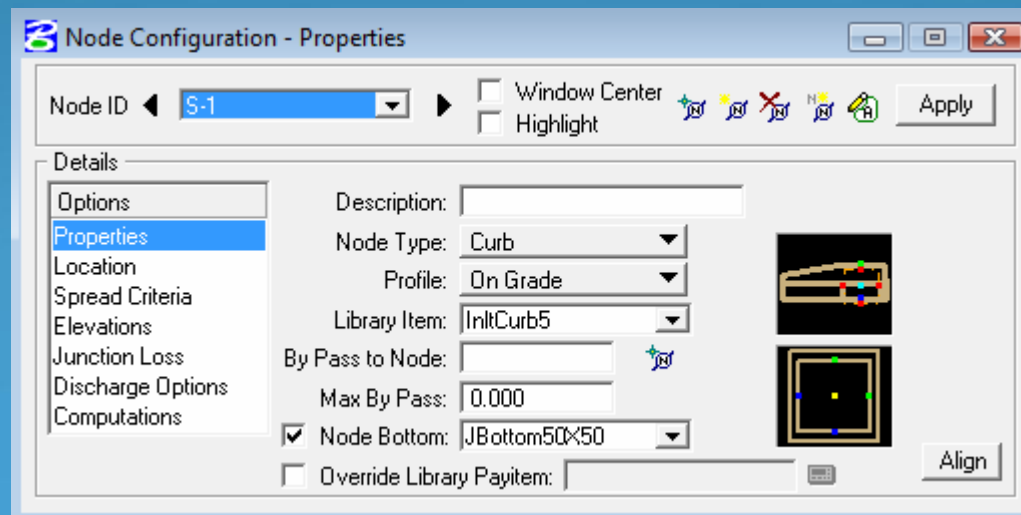 Node Configuration - Properties
Node ID S-1 Window Center Apply
Highlight
Details
Options
Properties
Location
Spread Criteria
Elevations
Junction Loss
Discharge Options
Computations
Description:
Node Type: Curb
Profile: On Grade
Library Item: InltCurb5
By Pass to Node:
Max By Pass: 0.000
Node Bottom: JBottom50X50
Override Library Payitem:
Align